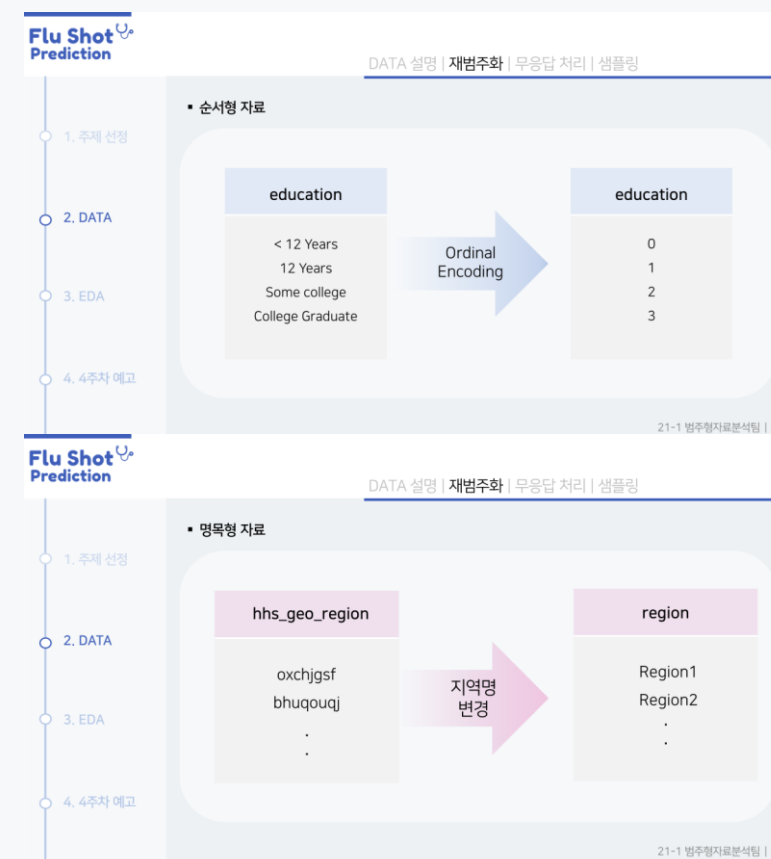 Flu Shot
Prediction
DATA 설명 | 재범주화 | 무응답 처리 | 샘플링
▪ 순서형 자료
1. 주제 선정
2. DATA
3. EDA
4. 4주차 예고
education
< 12 Years
12 Years
Some college
College Graduate
Ordinal
Encoding
education
0
1
2
3
21-1 범주형자료분석팀 |
Flu Shot
Prediction
DATA 설명 | 재범주화 | 무응답 처리 | 샘플링
▪ 명목형 자료
1. 주제 선정
2. DATA
3. EDA
4. 4주차 예고
hhs_geo_region
oxchjgsf
bhuqouqj
.
.
지역명
변경
region
Region1
Region2
.
.
21-1 범주형자료분석팀 |